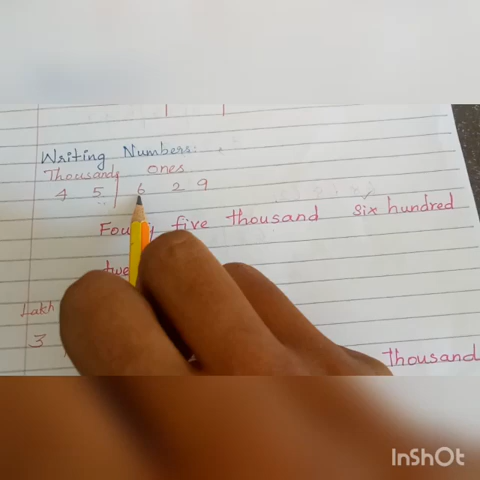 Writing Numbers:
Thousands ones
4 5 6 2 9
five thousand six hundred
Lakh
3 thousand
InShOt